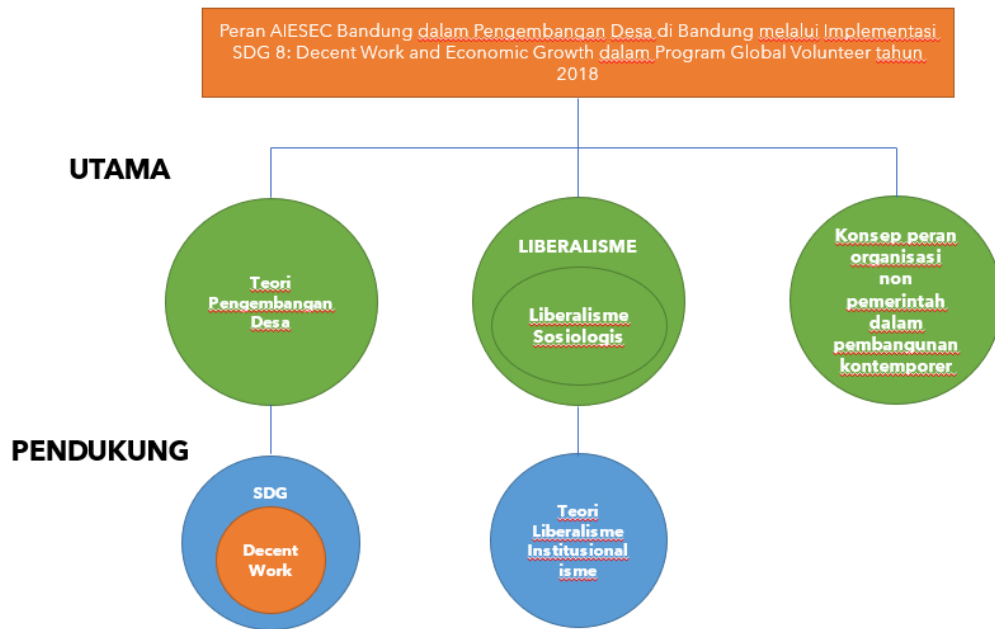 Peran AIESEC Bandung dalam Pengembangan Desa di Bandung melalui Implementasi
SDG 8: Decent Work and Economic Growth dalam Program Global Volunteer tahun
2018
UTAMA
Teori
Pengembangan
Desa
LIBERALISME
Liberalisme
Sosiologis
Konsep peran
organisasi
non
pemerintah
dalam
pembangunan
kontemporer
PENDUKUNG
SDG
Decent
Work
Teori
Liberalisme
Institusional
isme